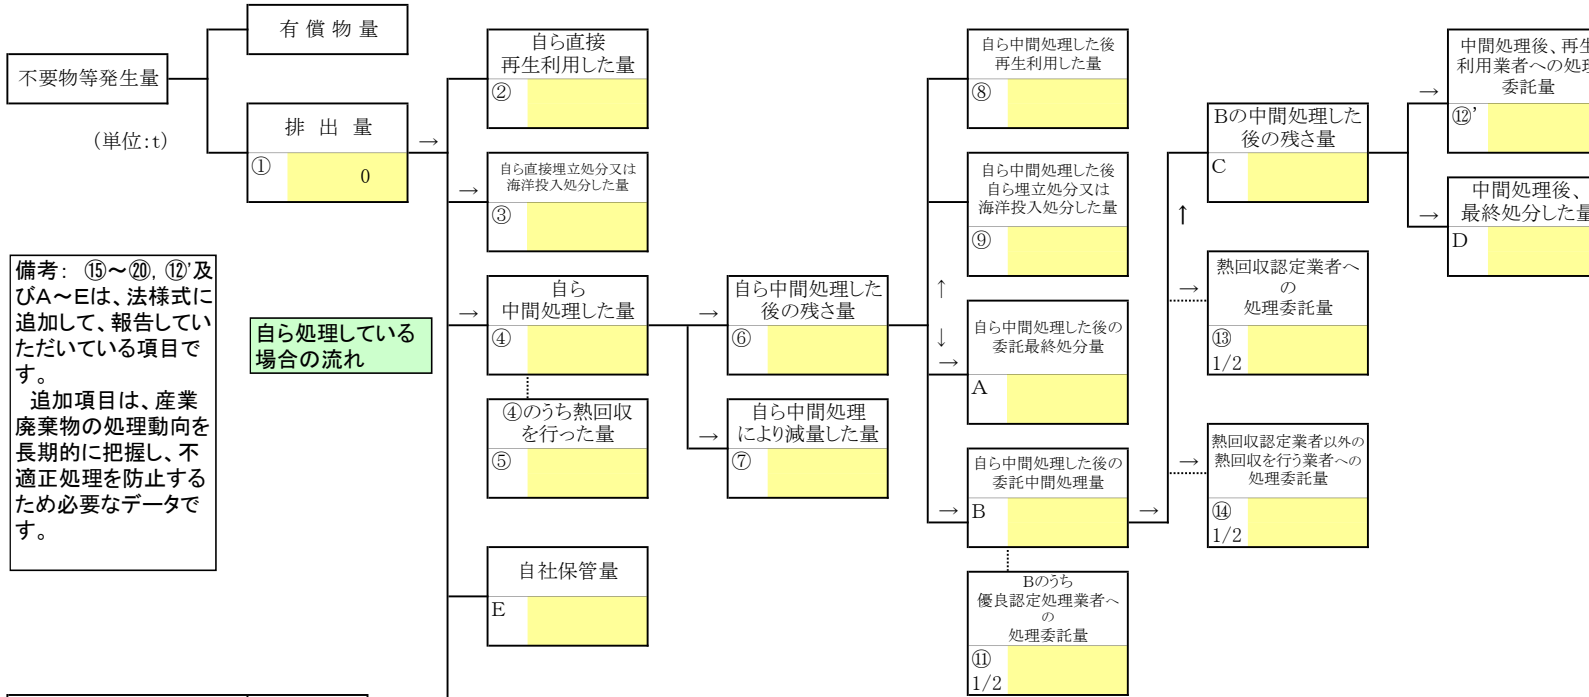 有 償 物 量
不要物等発生量
(単位:t)
排 出 量
→
①
0
備考: ⑮～⑳, ⑫'及
びA～Eは、法様式に
追加して、報告してい
ただいている項目で
す。
追加項目は、産業
廃棄物の処理動向を
長期的に把握し、不
適正処理を防止する
ため必要なデータで
す。
自ら処理している
場合の流れ
自ら直接
再生利用した量
②
→
自ら直接埋立処分又は
海洋投入処分した量
③
→
自ら
中間処理した量
④
④のうち熱回収
を行った量
⑤
自社保管量
E
→
自ら中間処理した
後の残さ量
⑥
→
自ら中間処理
により減量した量
⑦
自ら中間処理した後
再生利用した量
⑧
自ら中間処理した後
自ら埋立処分又は
海洋投入処分した量
⑨
↑
↓
→
自ら中間処理した後の
委託最終処分量
A
→
自ら中間処理した後の
委託中間処理量
B
→
Bのうち
優良認定処理業者へ
の
処理委託量
⑪
1/2
↑
Bの中間処理した
後の残さ量
C
→
熱回収認定業者へ
の
処理委託量
⑬
1/2
→
熱回収認定業者以外の
熱回収を行う業者への
処理委託量
⑭
1/2
→
中間処理後、再生
利用業者への処理
委託量
⑫'
→
中間処理後、
最終処分した量
D